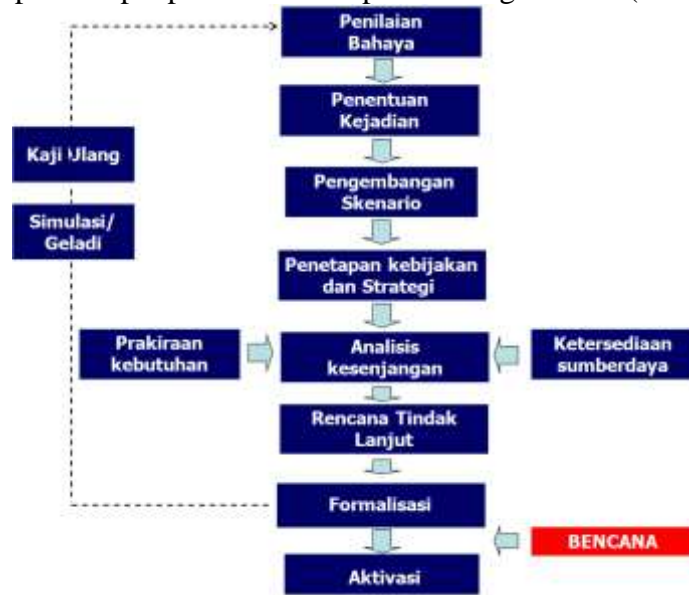 Penilaian
Bahaya
Penentuan
Kejadian
Kaji Ulang
Pengembangan
Skenario
Simulasi/
Geladi
Penetapan kebijakan
dan Strategi
Prakiraan
kebutuhan
Analisis
kesenjangan
Ketersediaan
sumberdaya
Rencana Tindak
Lanjut
Formalisasi
BENCANA
Aktivasi